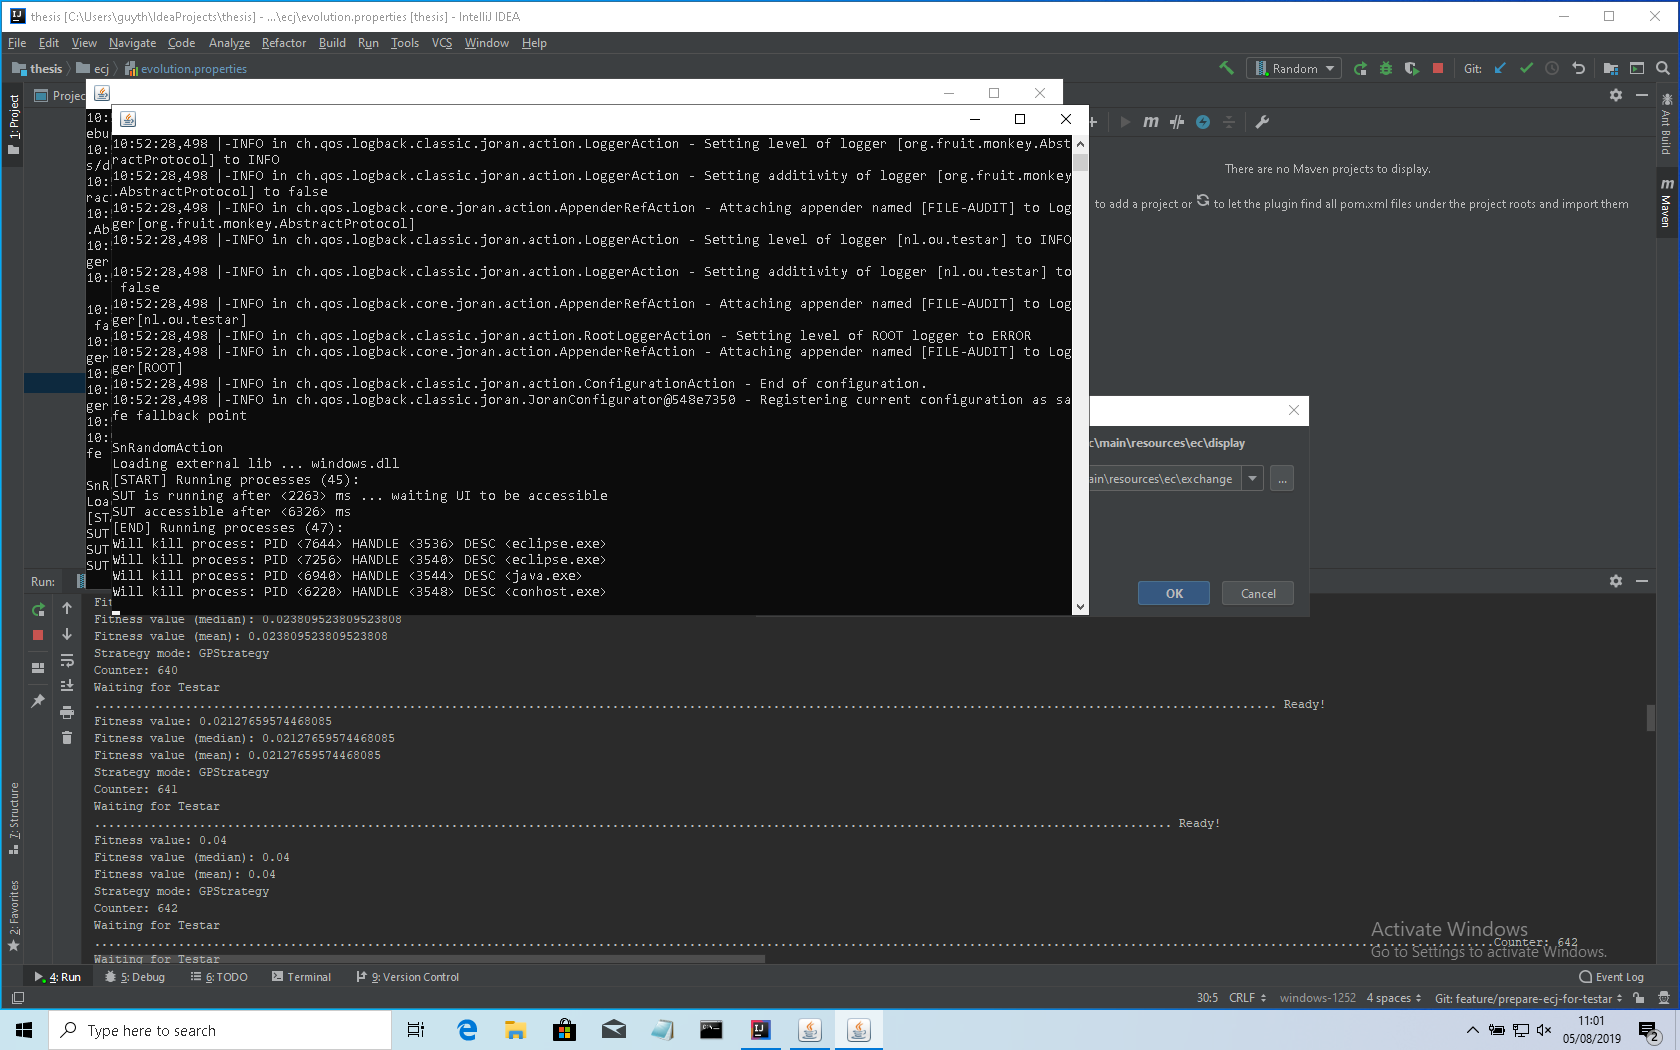 thesis [C:\Users\guyth\IdeaProjects\thesis] - ...\ecj\evolution.properties [thesis] - IntelliJ IDEA
File Edit View Navigate Code Analyze Refactor Build Run Tools VCS Window Help
thesis ecj evolution.properties Random Git:
1: Project
Projec
10:52:28,498 |-INFO in ch.qos.logback.classic.joran.action.LoggerAction - Setting level of logger [org.fruit.monkey.Abst
ractProtocol] to INFO
10:52:28,498 |-INFO in ch.qos.logback.classic.joran.action.LoggerAction - Setting additivity of logger [org.fruit.monkey
.AbstractProtocol] to false
10:52:28,498 |-INFO in ch.qos.logback.core.joran.action.AppenderRefAction - Attaching appender named [FILE-AUDIT] to Log
ger[org.fruit.monkey.AbstractProtocol]
10:52:28,498 |-INFO in ch.qos.logback.classic.joran.action.LoggerAction - Setting level of logger [nl.ou.testar] to INFO
10:52:28,498 |-INFO in ch.qos.logback.classic.joran.action.LoggerAction - Setting additivity of logger [nl.ou.testar] to
false
10:52:28,498 |-INFO in ch.qos.logback.core.joran.action.AppenderRefAction - Attaching appender named [FILE-AUDIT] to Log
ger[nl.ou.testar]
10:52:28,498 |-INFO in ch.qos.logback.classic.joran.action.RootLoggerAction - Setting level of ROOT logger to ERROR
10:52:28,498 |-INFO in ch.qos.logback.core.joran.action.AppenderRefAction - Attaching appender named [FILE-AUDIT] to Log
ger[ROOT]
10:52:28,498 |-INFO in ch.qos.logback.classic.joran.action.ConfigurationAction - End of configuration.
10:52:28,498 |-INFO in ch.qos.logback.classic.joran.JoranConfigurator@548e7350 - Registering current configuration as sa
fe fallback point
SnRandomAction
Loading external lib ... windows.dll
[START] Running processes (45):
SUT is running after <2263> ms ... waiting UI to be accessible
SUT accessible after <6326> ms
[END] Running processes (47):
Will kill process: PID <7644> HANDLE <3536> DESC <eclipse.exe>
Will kill process: PID <7256> HANDLE <3540> DESC <eclipse.exe>
Will kill process: PID <6940> HANDLE <3544> DESC <java.exe>
Will kill process: PID <6220> HANDLE <3548> DESC <conhost.exe>
There are no Maven projects to display.
to add a project or to let the plugin find all pom.xml files under the project roots and import them
Ant Build
Maven
c\main\resources\ec\display
ain\resources\ec\exchange ...
OK Cancel
Run:
Fit
Fitness value (median): 0.023809523809523808
Fitness value (mean): 0.023809523809523808
Strategy mode: GPStrategy
Counter: 640
Waiting for Testar
Ready!
Fitness value: 0.02127659574468085
Fitness value (median): 0.02127659574468085
Fitness value (mean): 0.02127659574468085
Strategy mode: GPStrategy
Counter: 641
Waiting for Testar
Ready!
Fitness value: 0.04
Fitness value (median): 0.04
Fitness value (mean): 0.04
Strategy mode: GPStrategy
Counter: 642
Waiting for Testar
Counter: 642
Waiting for Testar
Activate Windows
Go to Settings to activate Windows.
7: Structure
2: Favorites
4: Run 5: Debug 6: TODO Terminal 9: Version Control Event Log
30:5 CRLF windows-1252 4 spaces Git: feature/prepare-ecj-for-testar
Type here to search
11:01
05/08/2019
2